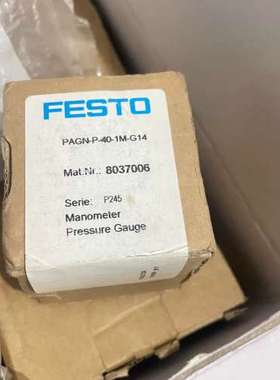 FESTO
PAGN-P-40-1M-G14
Mat.Nr.: 8037006
Serie: P245
Manometer
Pressure Gauge